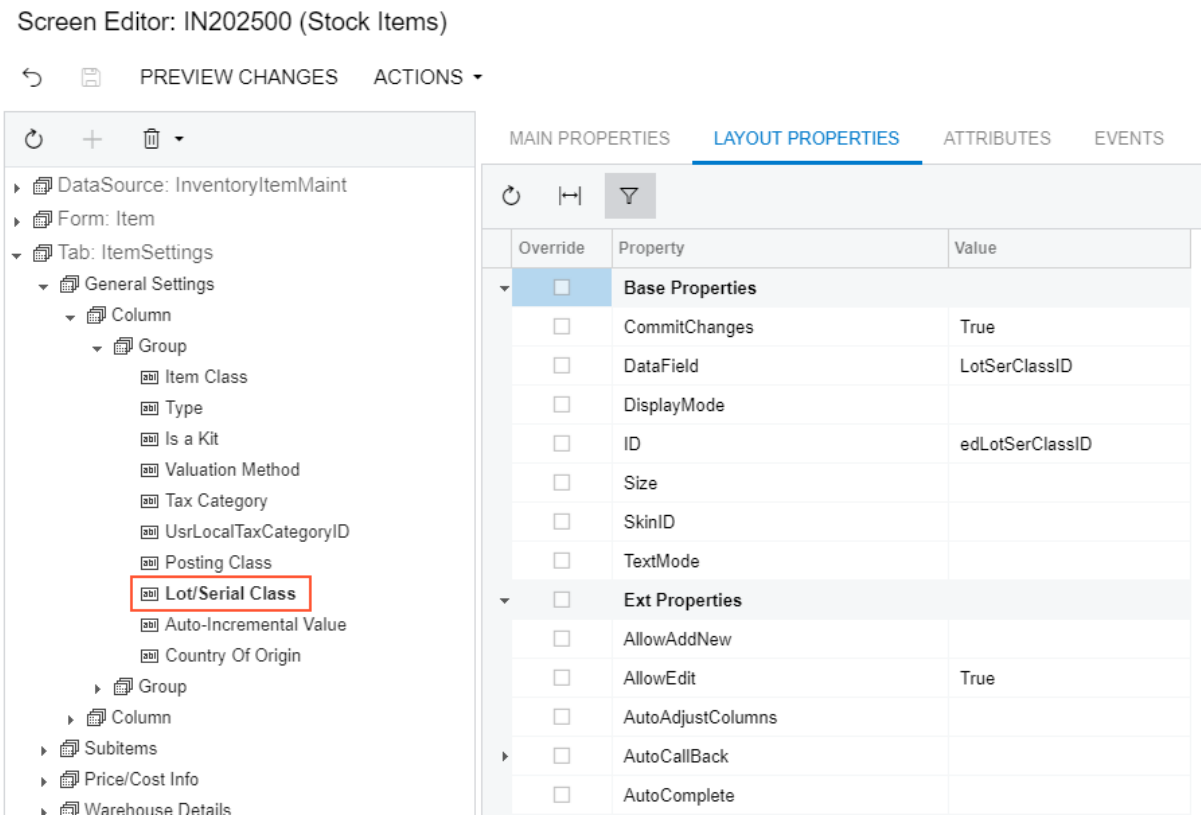 Screen Editor: IN202500 (Stock Items)
PREVIEW CHANGES ACTIONS
DataSource: InventoryItemMaint
Form: Item
Tab: ItemSettings
General Settings
Column
Group
Item Class
Type
Is a Kit
Valuation Method
Tax Category
UsrLocalTaxCategoryID
Posting Class
Lot/Serial Class
Auto-Incremental Value
Country Of Origin
Group
Column
Subitems
Price/Cost Info
Warehouse Details
MAIN PROPERTIES LAYOUT PROPERTIES ATTRIBUTES EVENTS
Override Property Value
Base Properties
CommitChanges True
DataField LotSerClassID
DisplayMode
ID edLotSerClassID
Size
SkinID
TextMode
Ext Properties
AllowAddNew
AllowEdit True
AutoAdjustColumns
AutoCallBack
AutoComplete